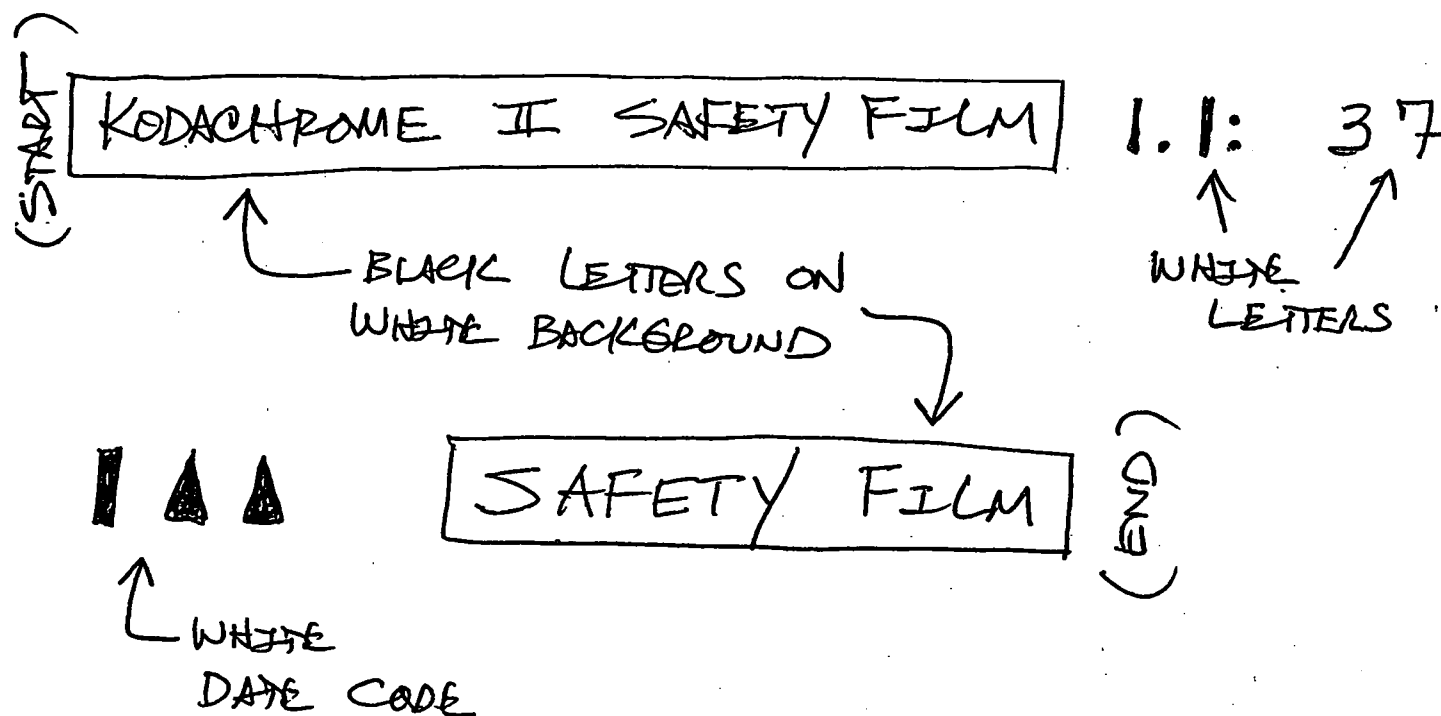 (START)
KODACHROME II SAFETY FILM
1.1: 37
BLACK LETTERS ON
WHITE BACKGROUND
WHITE
LETTERS
SAFETY FILM
(END)
WHITE
DATE CODE